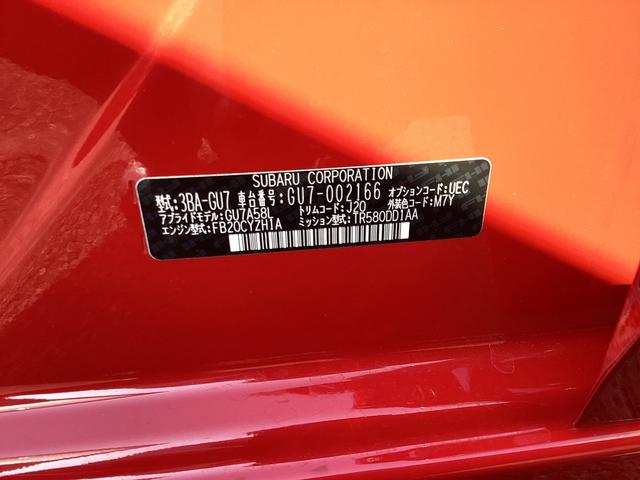 SUBARU CORPORATION
型式:3BA-GU7 車台番号:GU7-002166 オプションコード:UEC
アプライドモデル:GU7A58L トリムコード:J20 外装色コード:M7Y
エンジン型式:FB20CYZH1A ミッション型式:TR580DD1AA